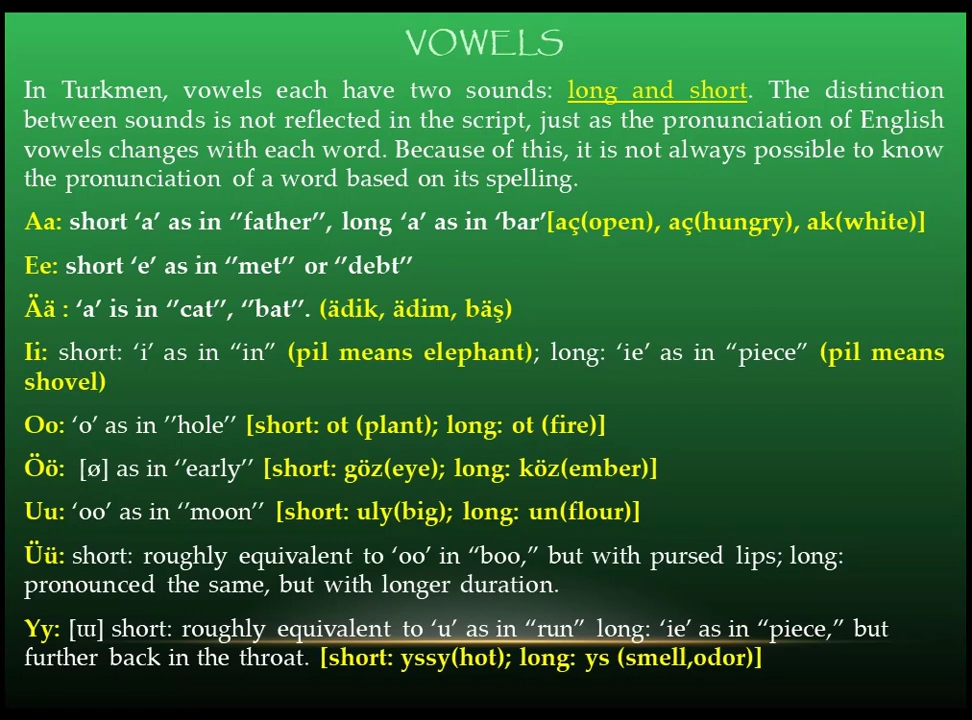 VOWELS
In Turkmen, vowels each have two sounds: long and short. The distinction
between sounds is not reflected in the script, just as the pronunciation of English
vowels changes with each word. Because of this, it is not always possible to know
the pronunciation of a word based on its spelling.
Aa: short ‘a’ as in ‘’father’’, long ‘a’ as in ‘bar’[aç(open), aç(hungry), ak(white)]
Ee: short ‘e’ as in ‘’met’’ or ‘’debt’’
Ää : ‘a’ is in ‘’cat’’, ‘’bat’’. (ädik, ädim, bäş)
Ii: short: ‘i’ as in “in” (pil means elephant); long: ‘ie’ as in “piece” (pil means
shovel)
Oo: ‘o’ as in ’’hole’’ [short: ot (plant); long: ot (fire)]
Öö: [ø] as in ‘’early’’ [short: göz(eye); long: köz(ember)]
Uu: ‘oo’ as in ‘’moon’’ [short: uly(big); long: un(flour)]
Üü: short: roughly equivalent to ‘oo’ in “boo,” but with pursed lips; long:
pronounced the same, but with longer duration.
Yy: [ɯ] short: roughly equivalent to ‘u’ as in “run” long: ‘ie’ as in “piece,” but
further back in the throat. [short: yssy(hot); long: ys (smell,odor)]